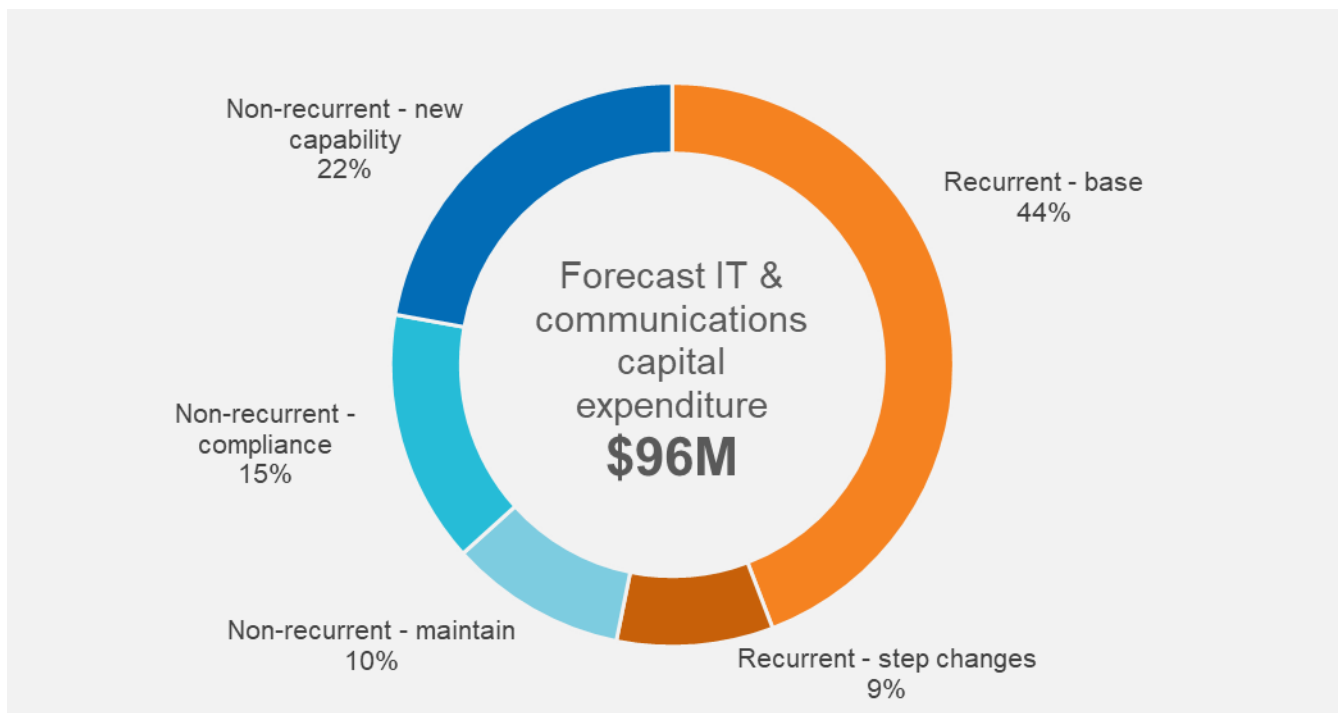 Non-recurrent - new
capability
22%
Recurrent - base
44%
Forecast IT &
communications
capital
expenditure
$96M
Non-recurrent -
compliance
15%
Non-recurrent - maintain
10%
Recurrent - step changes
9%